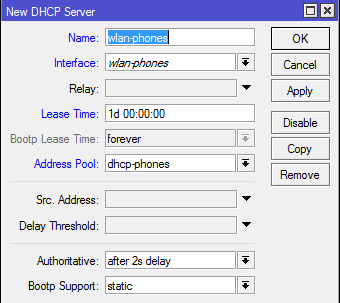 New DHCP Server
Name: wlan-phones
Interface: wlan-phones
Relay:
Lease Time: 1d 00:00:00
Bootp Lease Time: forever
Address Pool: dhcp-phones
Src. Address:
Delay Threshold:
Authoritative: after 2s delay
Bootp Support: static
OK
Cancel
Apply
Disable
Copy
Remove